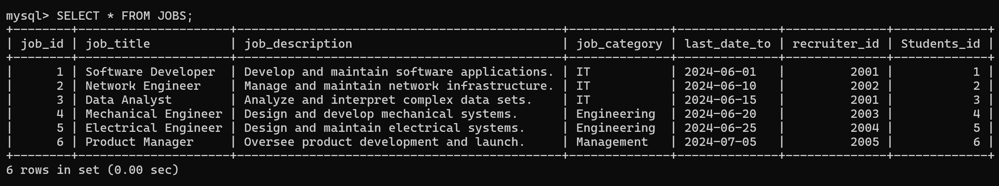 mysql> SELECT * FROM JOBS;
+--------+---------------------+---------------------------------------------+--------------+--------------+--------------+-------------+
| job_id | job_title           | job_description                             | job_category | last_date_to | recruiter_id | Students_id |
+--------+---------------------+---------------------------------------------+--------------+--------------+--------------+-------------+
|      1 | Software Developer  | Develop and maintain software applications. | IT           | 2024-06-01   |         2001 |           1 |
|      2 | Network Engineer    | Manage and maintain network infrastructure. | IT           | 2024-06-10   |         2002 |           2 |
|      3 | Data Analyst        | Analyze and interpret complex data sets.    | IT           | 2024-06-15   |         2001 |           3 |
|      4 | Mechanical Engineer | Design and develop mechanical systems.      | Engineering  | 2024-06-20   |         2003 |           4 |
|      5 | Electrical Engineer | Design and maintain electrical systems.     | Engineering  | 2024-06-25   |         2004 |           5 |
|      6 | Product Manager     | Oversee product development and launch.     | Management   | 2024-07-05   |         2005 |           6 |
+--------+---------------------+---------------------------------------------+--------------+--------------+--------------+-------------+
6 rows in set (0.00 sec)